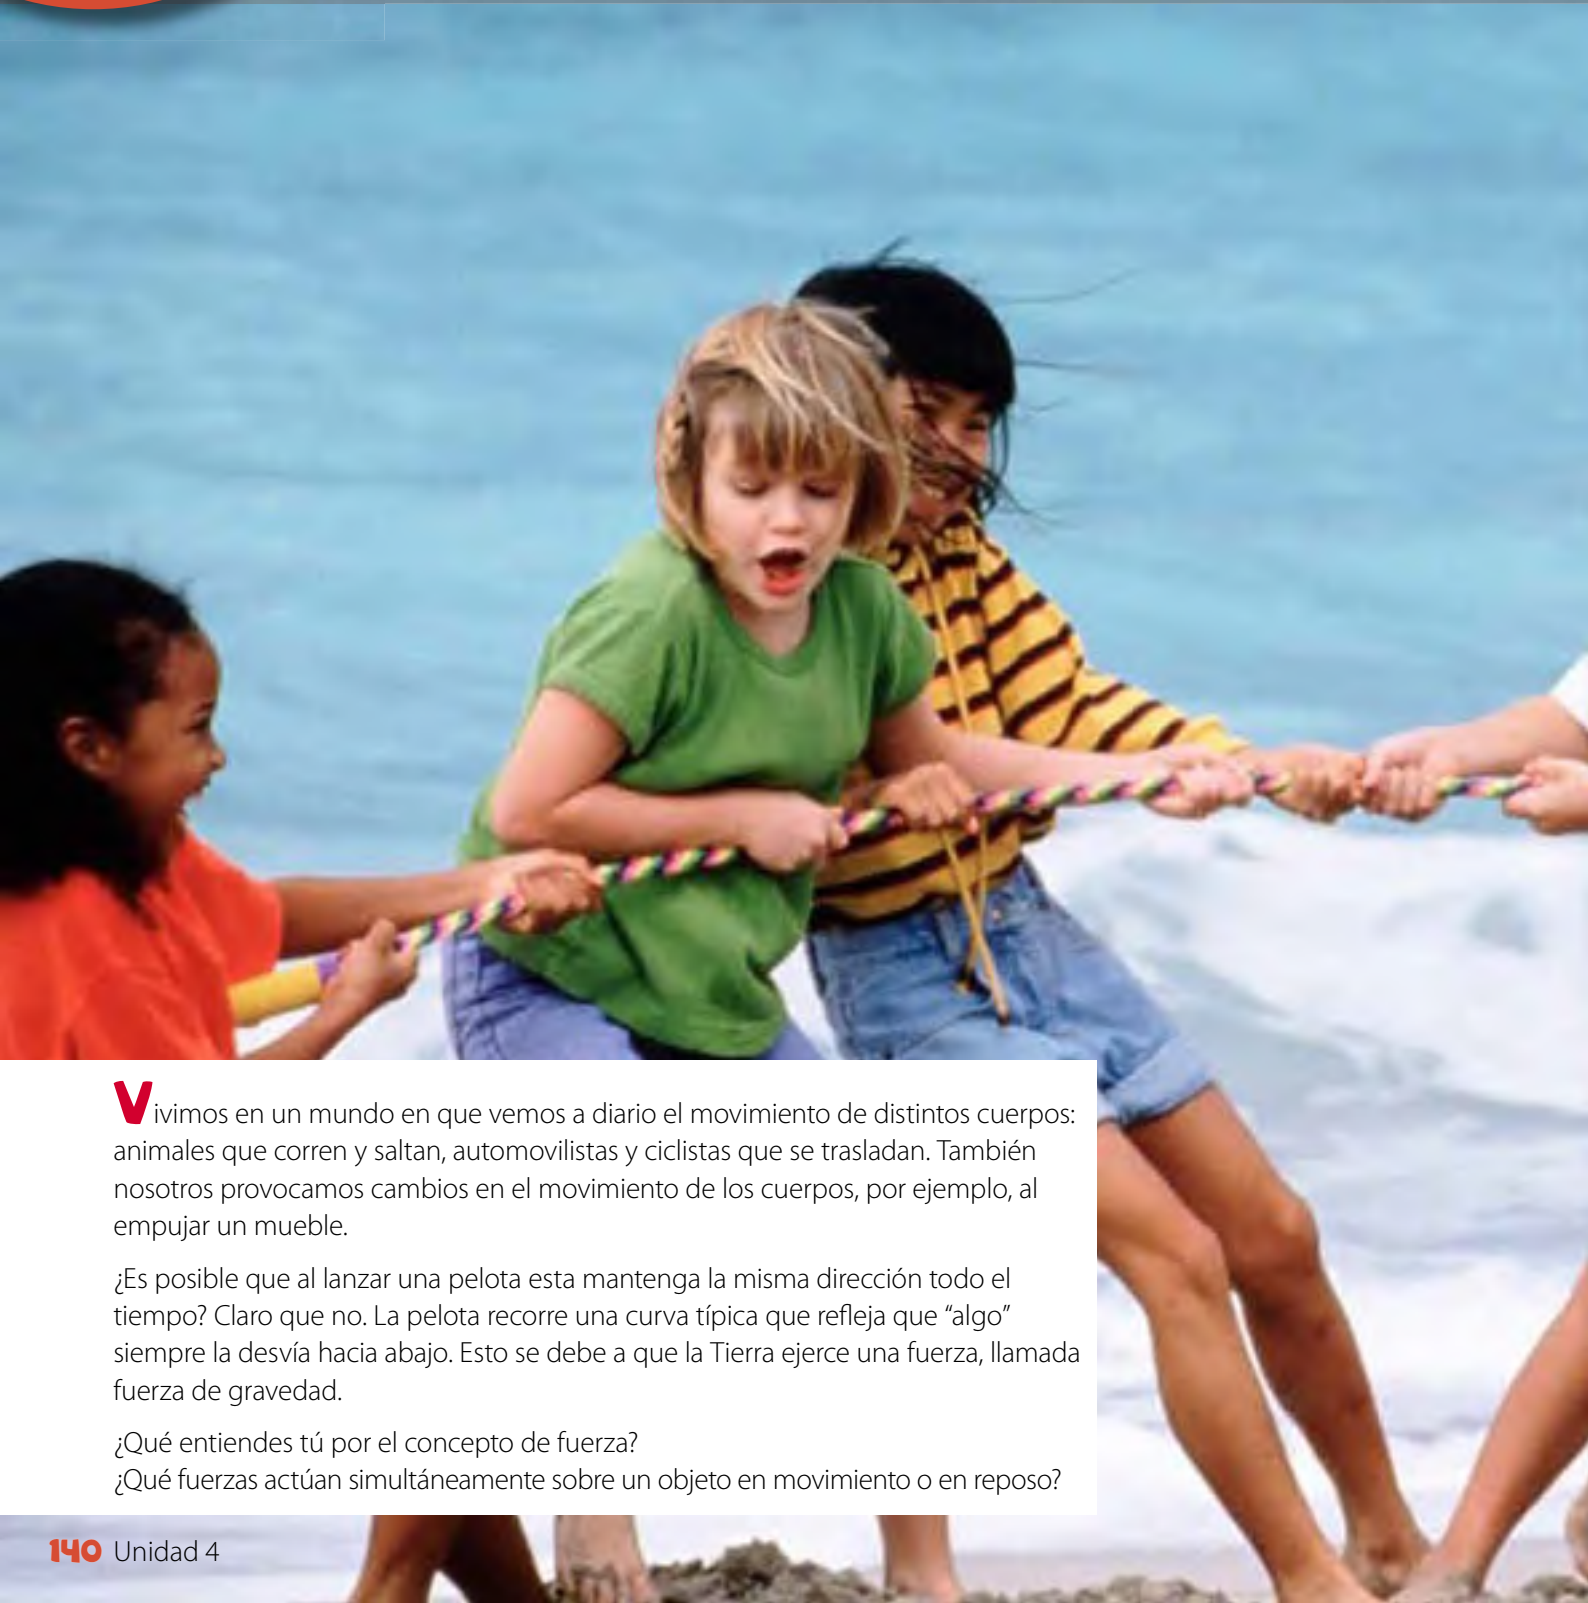 Vivimos en un mundo en que vemos a diario el movimiento de distintos cuerpos:
animales que corren y saltan, automovilistas y ciclistas que se trasladan. También
nosotros provocamos cambios en el movimiento de los cuerpos, por ejemplo, al
empujar un mueble.
¿Es posible que al lanzar una pelota esta mantenga la misma dirección todo el
tiempo? Claro que no. La pelota recorre una curva típica que refleja que “algo”
siempre la desvía hacia abajo. Esto se debe a que la Tierra ejerce una fuerza, llamada
fuerza de gravedad.
¿Qué entiendes tú por el concepto de fuerza?
¿Qué fuerzas actúan simultáneamente sobre un objeto en movimiento o en reposo?
140 Unidad 4